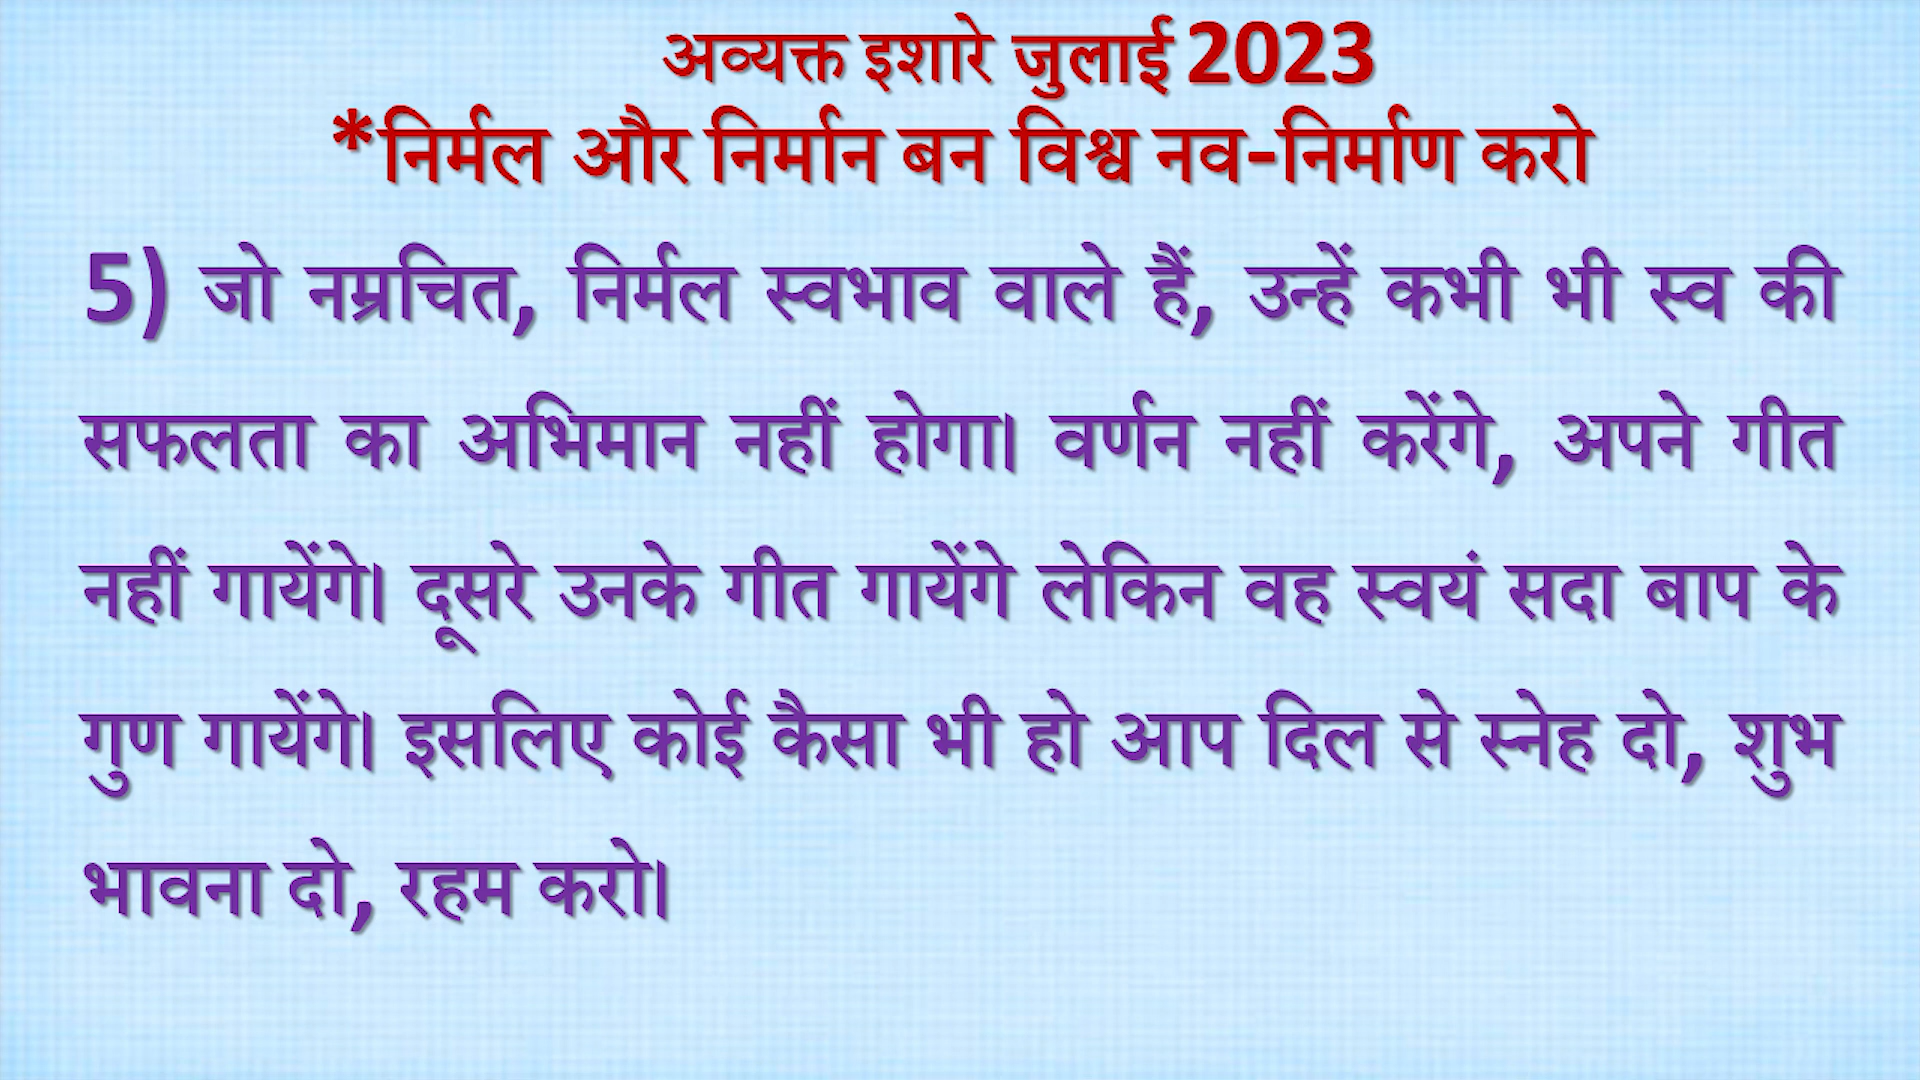 अव्यक्त इशारे जुलाई 2023
*निर्मल और निर्मान बन विश्व नव-निर्माण करो
5) जो नम्रचित, निर्मल स्वभाव वाले हैं, उन्हें कभी भी स्व की
सफलता का अभिमान नहीं होगा। वर्णन नहीं करेंगे, अपने गीत
नहीं गायेंगे। दूसरे उनके गीत गायेंगे लेकिन वह स्वयं सदा बाप के
गुण गायेंगे। इसलिए कोई कैसा भी हो आप दिल से स्नेह दो, शुभ
भावना दो, रहम करो।